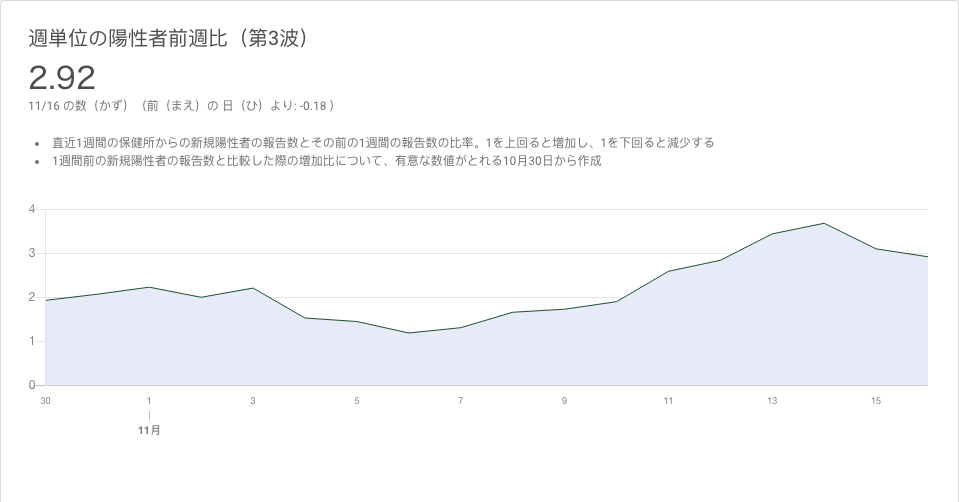 週単位の陽性者前週比（第3波）
2.92
11/16 の数（かず）（前（まえ）の 日（ひ）より: -0.18 ）
• 直近1週間の保健所からの新規陽性者の報告数とその前の1週間の報告数の比率。1を上回ると増加し、1を下回ると減少する
• 1週間前の新規陽性者の報告数と比較した際の増加比について、有意な数値がとれる10月30日から作成
4
3
2
1
0
30 1 3 5 7 9 11 13 15
11月